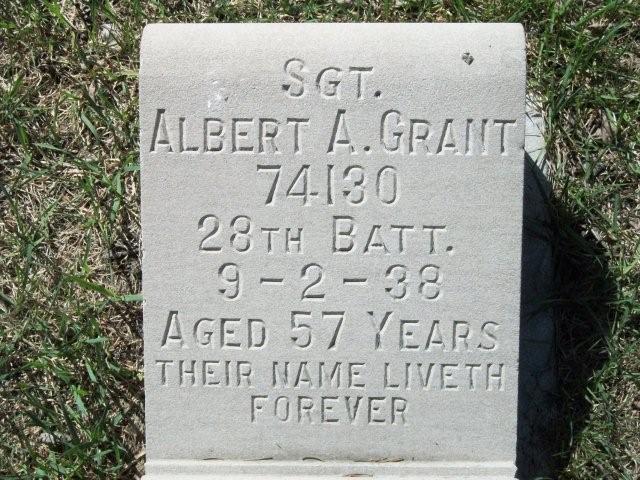 SGT.
ALBERT A. GRANT
74130
28TH BATT.
9-2-38
AGED 57 YEARS
THEIR NAME LIVETH
FOREVER